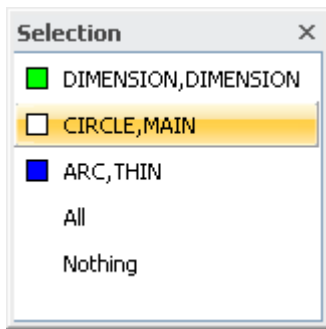 Selection
DIMENSION,DIMENSION
CIRCLE,MAIN
ARC,THIN
All
Nothing